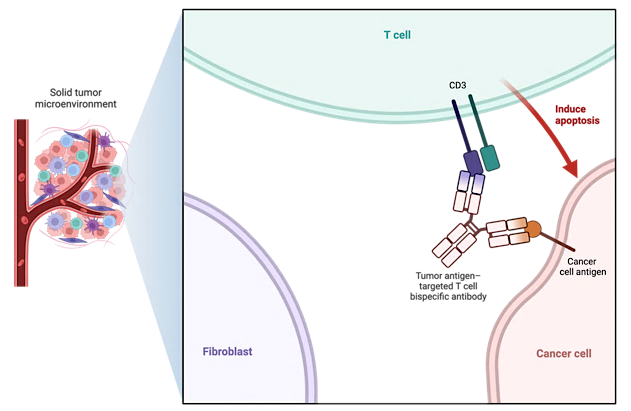 Solid tumor
microenvironment
T cell
CD3
Induce
apoptosis
Tumor antigen–
targeted T cell
bispecific antibody
Cancer
cell antigen
Fibroblast
Cancer cell